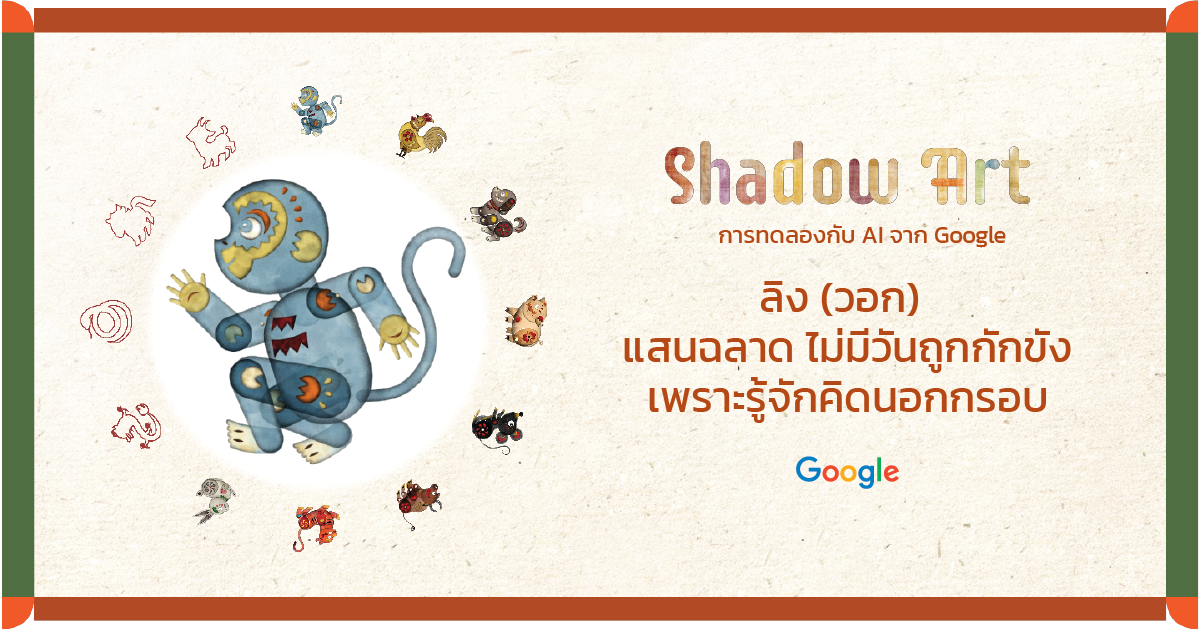 Shadow Art
การทดลองกับ AI จาก Google
ลิง (วอก)
แสนฉลาด ไม่มีวันถูกกักขัง
เพราะรู้จักคิดนอกกรอบ
Google